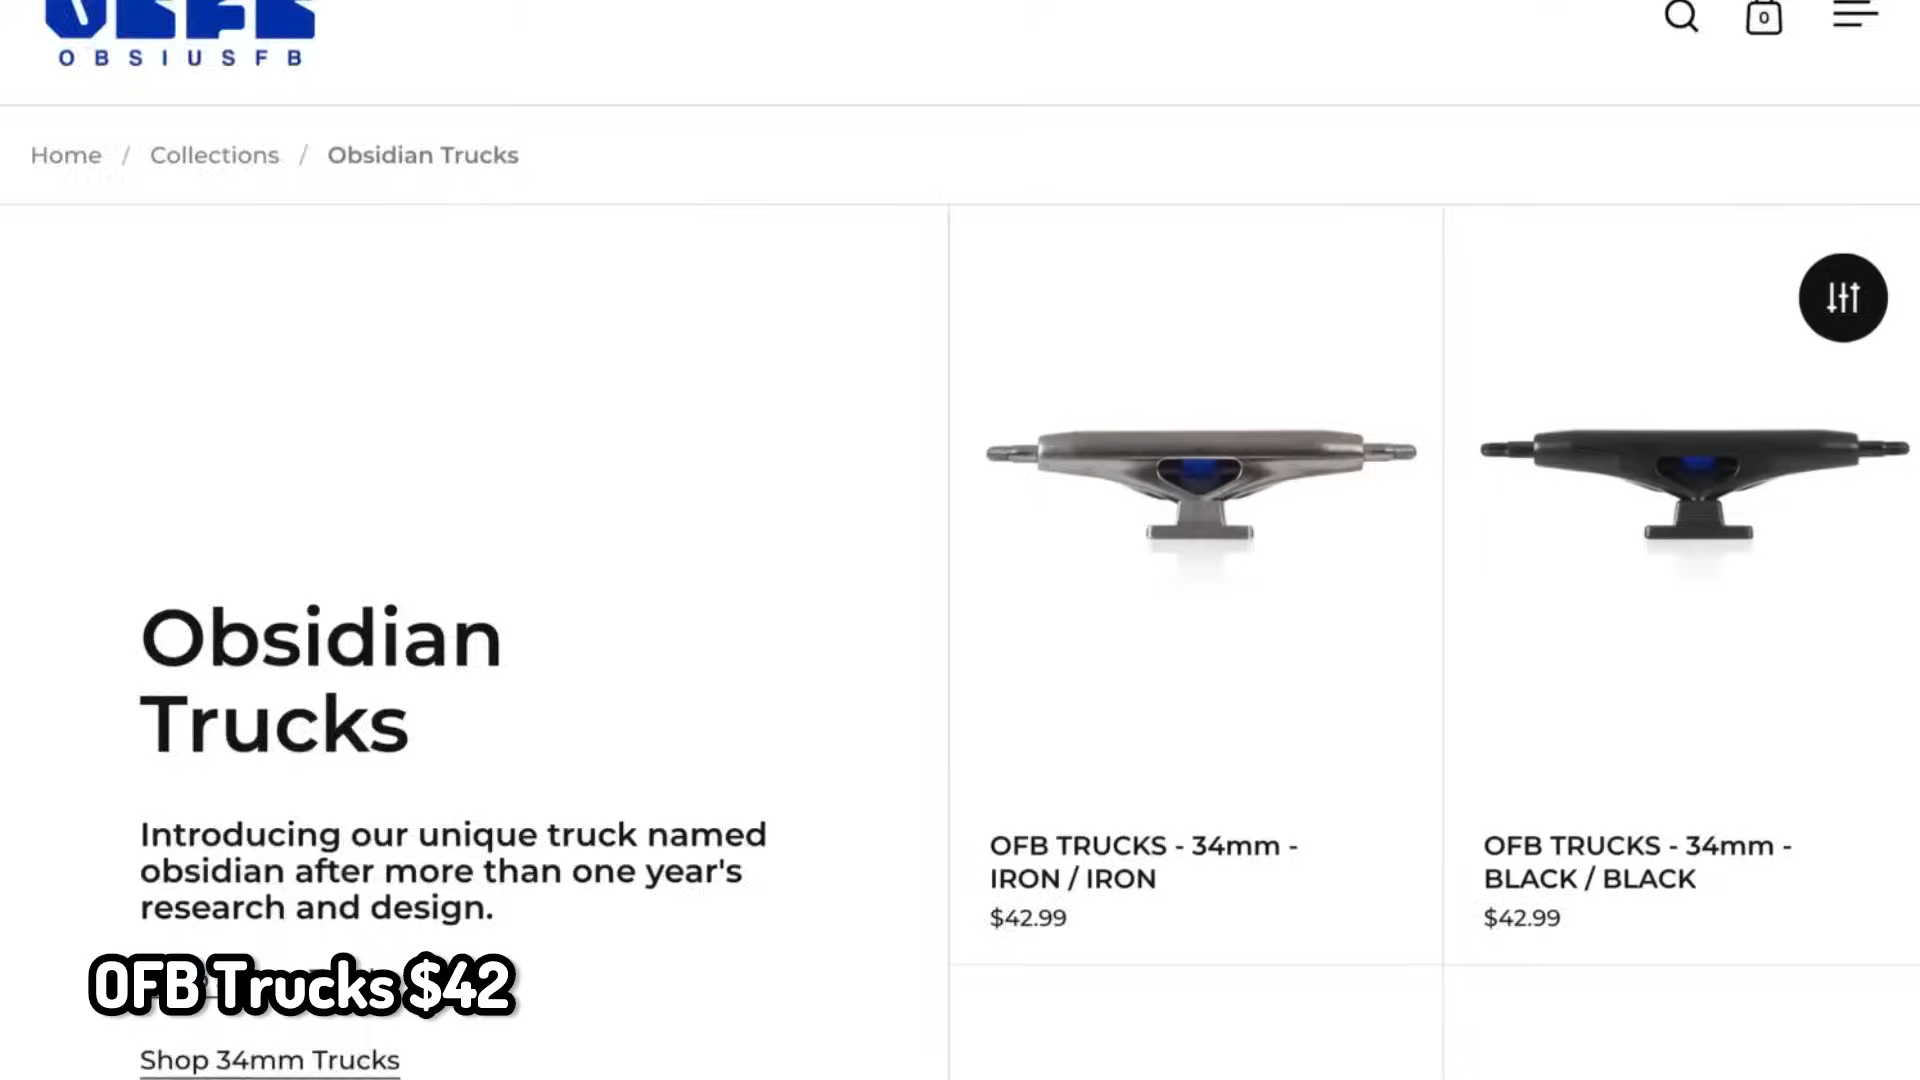 OBSIUSFB
0
Home / Collections / Obsidian Trucks
Obsidian
Trucks
Introducing our unique truck named
obsidian after more than one year's
research and design.
OFB Trucks $42
Shop 34mm Trucks
OFB TRUCKS - 34mm -
IRON / IRON
$42.99
OFB TRUCKS - 34mm -
BLACK / BLACK
$42.99